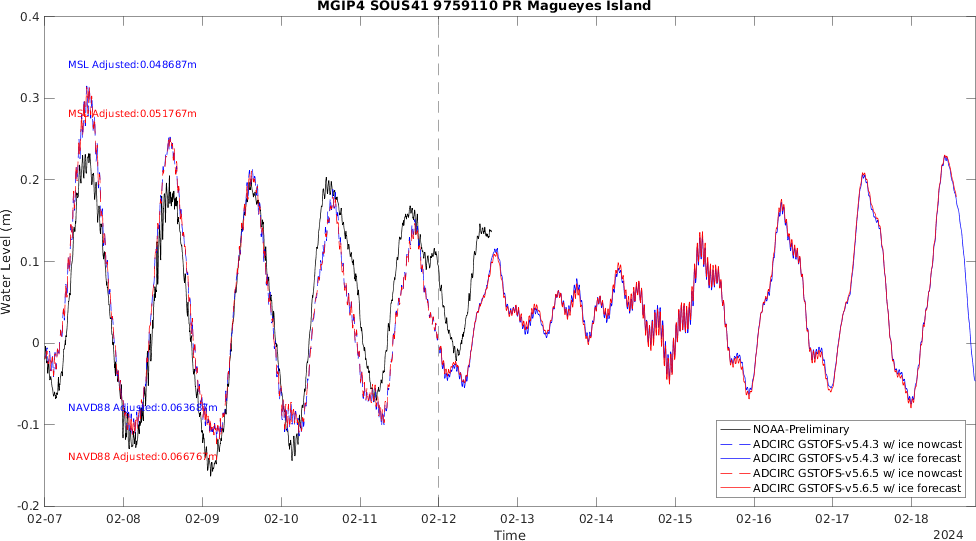 MGIP4 SOUS41 9759110 PR Magueyes Island
0.4
0.3
0.2
0.1
0
-0.1
-0.2
Water Level (m)
MSL Adjusted:0.048687m
MSL Adjusted:0.051767m
NAVD88 Adjusted:0.063687m
NAVD88 Adjusted:0.066767m
NOAA-Preliminary
ADCIRC GSTOFS-v5.4.3 w/ ice nowcast
ADCIRC GSTOFS-v5.4.3 w/ ice forecast
ADCIRC GSTOFS-v5.6.5 w/ ice nowcast
ADCIRC GSTOFS-v5.6.5 w/ ice forecast
02-07 02-08 02-09 02-10 02-11 02-12 02-13 02-14 02-15 02-16 02-17 02-18
Time
2024